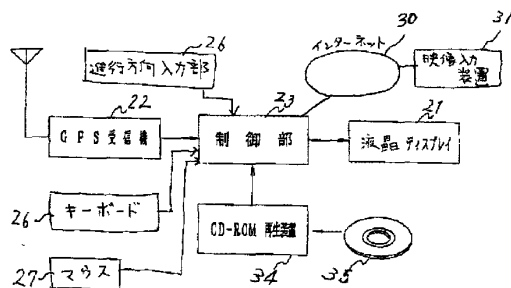 26
進行方向入力部
インターネット
30
31
映像入力
装置
22
GPS受信機
23
制御部
21
液晶ディスプレイ
26
キーボード
27
マウス
CD-ROM 再生装置
34
35